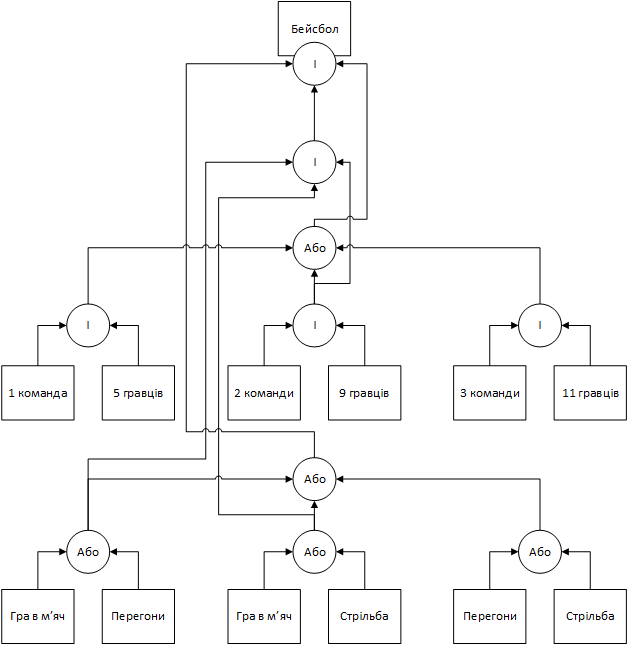 Бейсбол
І
І
Або
І
І
І
1 команда
5 гравців
2 команди
9 гравців
3 команди
11 гравців
Або
Або
Або
Або
Гра в м’яч
Перегони
Гра в м’яч
Стрільба
Перегони
Стрільба